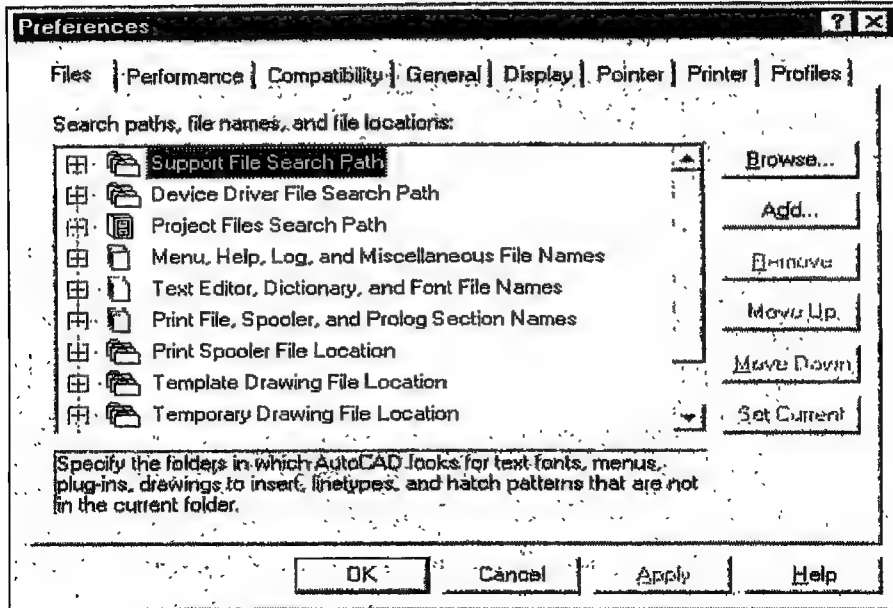 Preferences
Files Performance Compatibility General Display Pointer Printer Profiles
Search paths, file names, and file locations:
Support File Search Path
Device Driver File Search Path
Project Files Search Path
Menu, Help, Log, and Miscellaneous File Names
Text Editor, Dictionary, and Font File Names
Print File, Spooler, and Prolog Section Names
Print Spooler File Location
Template Drawing File Location
Temporary Drawing File Location
Browse...
Add...
Remove
Move Up
Move Down
Set Current
Specify the folders in which AutoCAD looks for text fonts, menus,
plug-ins, drawings to insert, linetypes, and hatch patterns that are not
in the current folder.
OK Cancel Apply Help